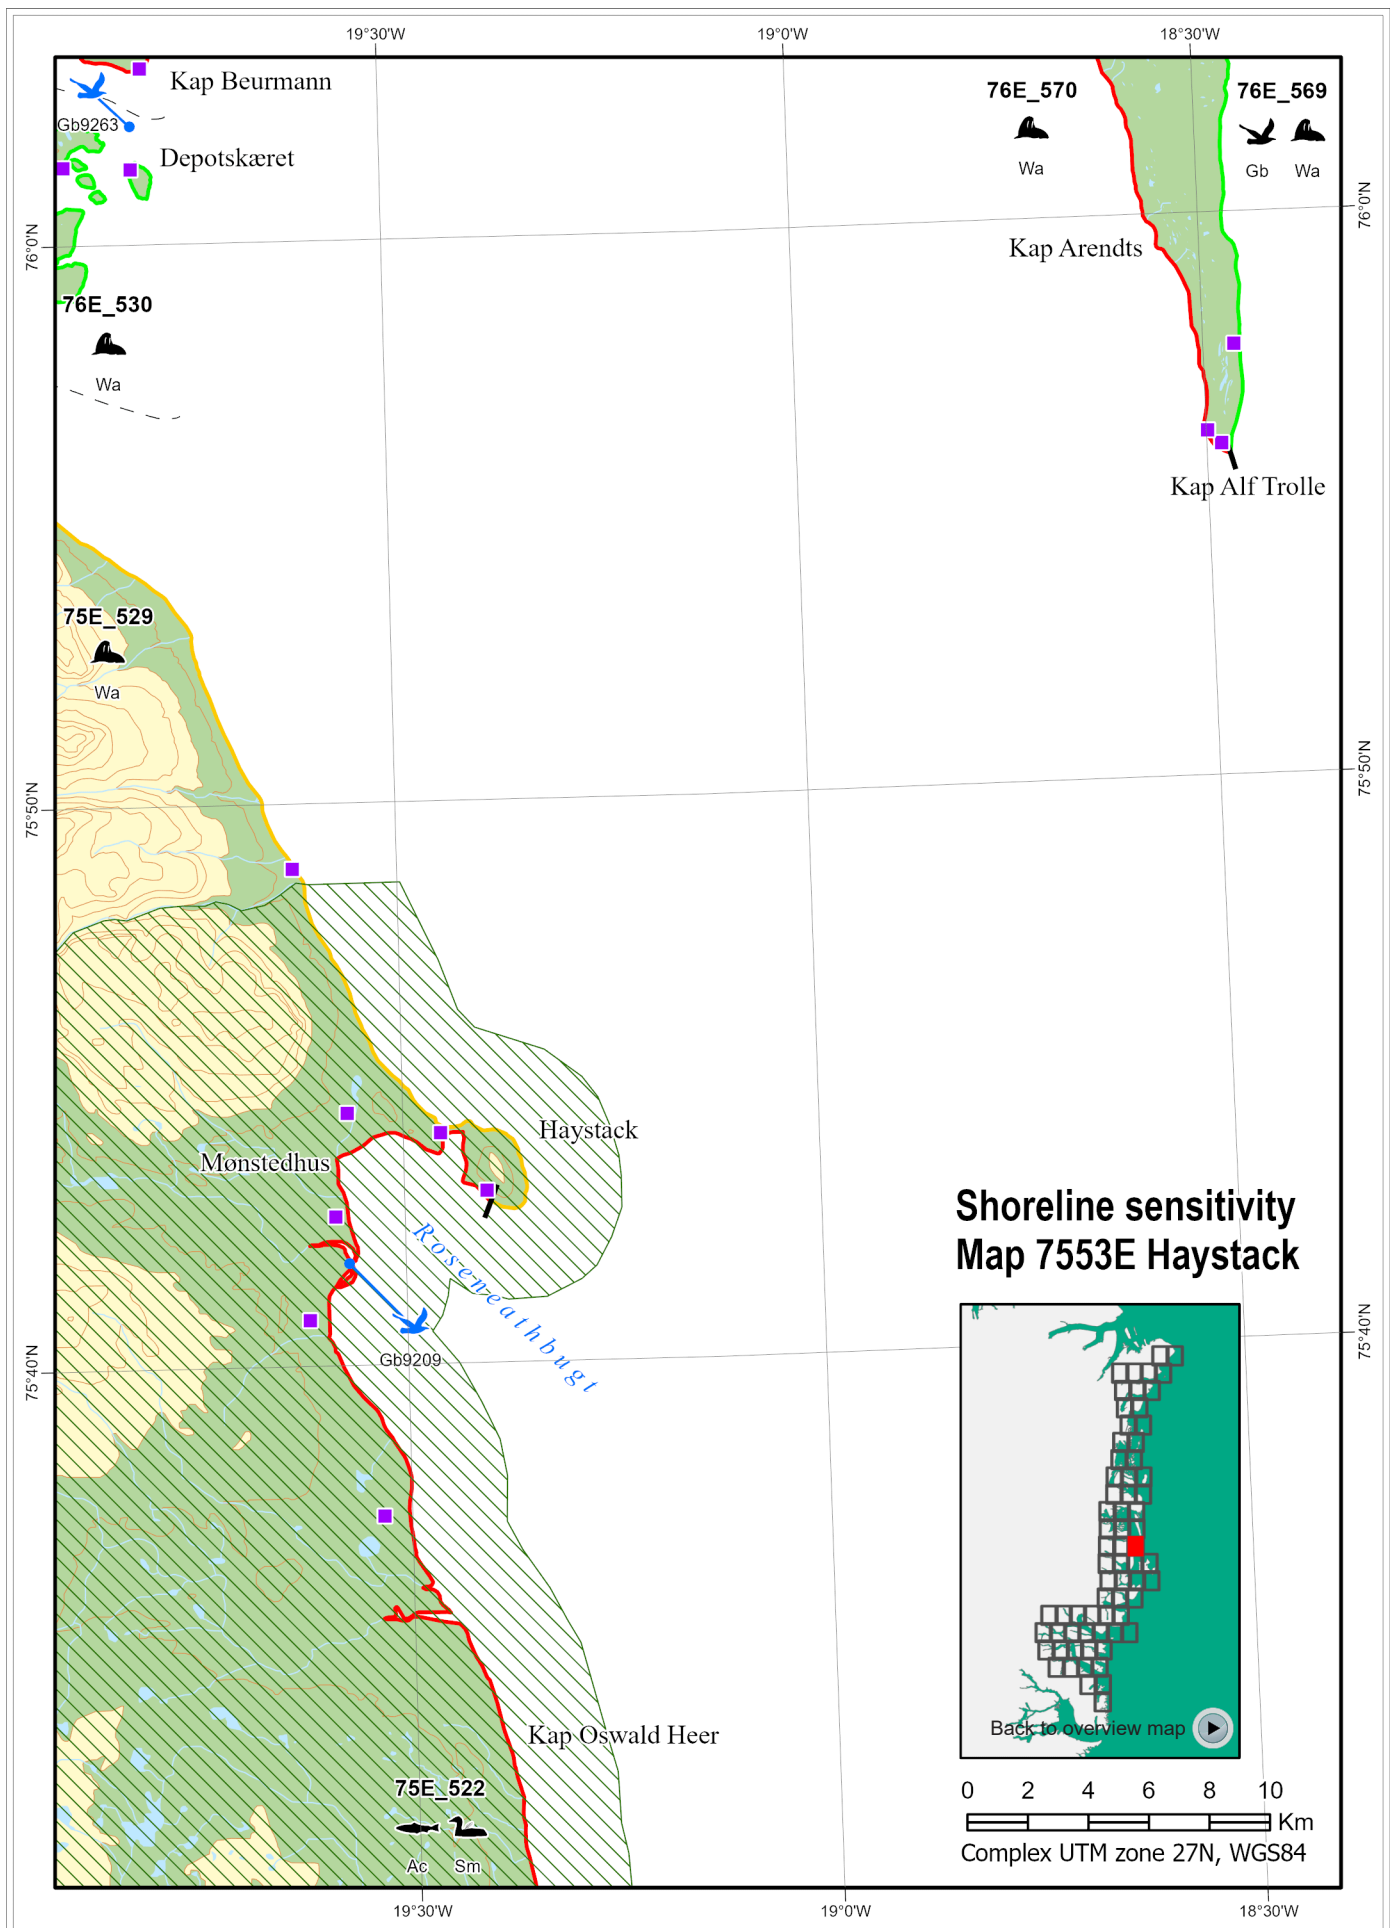 19°30'W
19°0'W
18°30'W
Kap Beurmann
Gb9263
Depotskæret
76E_570
Wa
76E_569
Gb
Wa
76°0'N
76°0'N
Kap Arendts
76E_530
Wa
Kap Alf Trolle
75E_529
Wa
75°50'N
75°50'N
Haystack
Mønstedhus
Roseneathbugt
Gb9209
75°40'N
75°40'N
Shoreline sensitivity
Map 7553E Haystack
Back to overview map
Kap Oswald Heer
75E_522
Ac
Sm
0 2 4 6 8 10
Km
Complex UTM zone 27N, WGS84
19°30'W
19°0'W
18°30'W